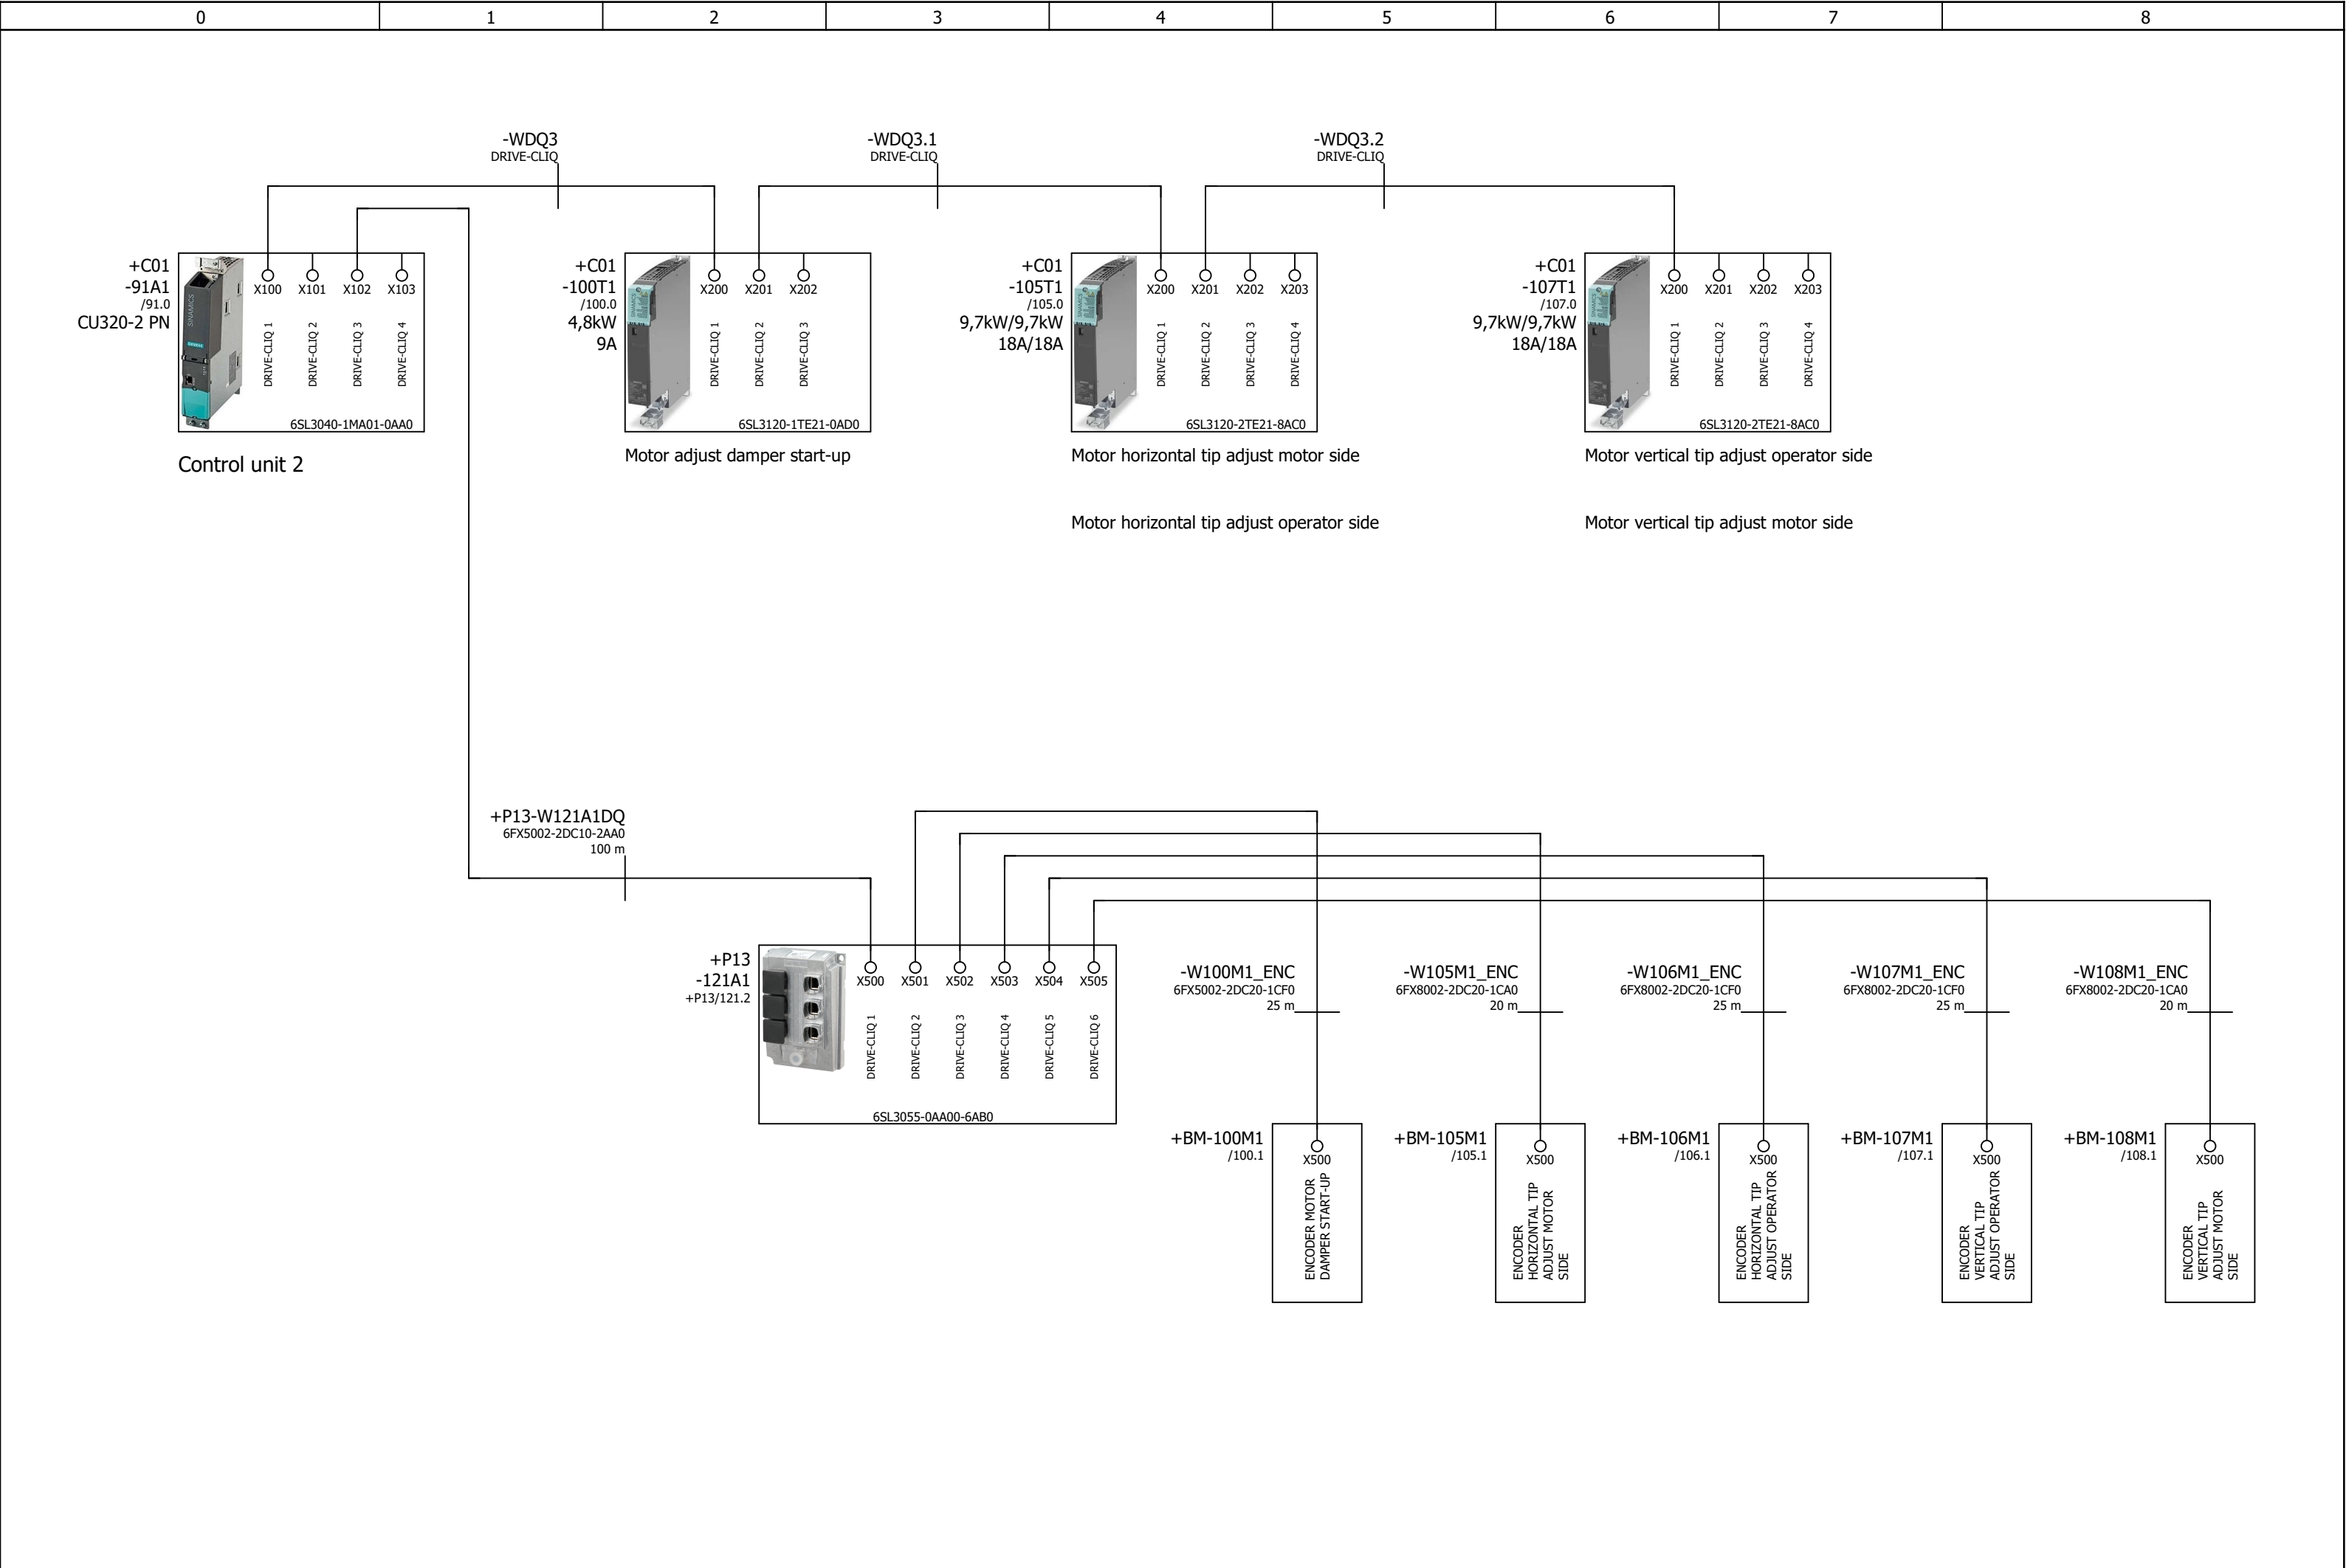 0 1 2 3 4 5 6 7 8
-WDQ3
DRIVE-CLIQ
-WDQ3.1
DRIVE-CLIQ
-WDQ3.2
DRIVE-CLIQ
+C01
-91A1
/91.0
CU320-2 PN
SINAMICS
X100 X101 X102 X103
DRIVE-CLIQ 1
DRIVE-CLIQ 2
DRIVE-CLIQ 3
DRIVE-CLIQ 4
6SL3040-1MA01-0AA0
Control unit 2
+C01
-100T1
/100.0
4,8kW
9A
X200 X201 X202
DRIVE-CLIQ 1
DRIVE-CLIQ 2
DRIVE-CLIQ 3
6SL3120-1TE21-0AD0
Motor adjust damper start-up
+C01
-105T1
/105.0
9,7kW/9,7kW
18A/18A
X200 X201 X202 X203
DRIVE-CLIQ 1
DRIVE-CLIQ 2
DRIVE-CLIQ 3
DRIVE-CLIQ 4
6SL3120-2TE21-8AC0
Motor horizontal tip adjust motor side
Motor horizontal tip adjust operator side
+C01
-107T1
/107.0
9,7kW/9,7kW
18A/18A
X200 X201 X202 X203
DRIVE-CLIQ 1
DRIVE-CLIQ 2
DRIVE-CLIQ 3
DRIVE-CLIQ 4
6SL3120-2TE21-8AC0
Motor vertical tip adjust operator side
Motor vertical tip adjust motor side
+P13-W121A1DQ
6FX5002-2DC10-2AA0
100 m
+P13
-121A1
+P13/121.2
X500 X501 X502 X503 X504 X505
DRIVE-CLIQ 1
DRIVE-CLIQ 2
DRIVE-CLIQ 3
DRIVE-CLIQ 4
DRIVE-CLIQ 5
DRIVE-CLIQ 6
6SL3055-0AA00-6AB0
-W100M1_ENC
6FX5002-2DC20-1CF0
25 m
-W105M1_ENC
6FX8002-2DC20-1CA0
20 m
-W106M1_ENC
6FX8002-2DC20-1CF0
25 m
-W107M1_ENC
6FX8002-2DC20-1CF0
25 m
-W108M1_ENC
6FX8002-2DC20-1CA0
20 m
+BM-100M1
/100.1
X500
ENCODER MOTOR
DAMPER START-UP
+BM-105M1
/105.1
X500
ENCODER
HORIZONTAL TIP
ADJUST MOTOR
SIDE
+BM-106M1
/106.1
X500
ENCODER
HORIZONTAL TIP
ADJUST OPERATOR
SIDE
+BM-107M1
/107.1
X500
ENCODER
VERTICAL TIP
ADJUST OPERATOR
SIDE
+BM-108M1
/108.1
X500
ENCODER
VERTICAL TIP
ADJUST MOTOR
SIDE